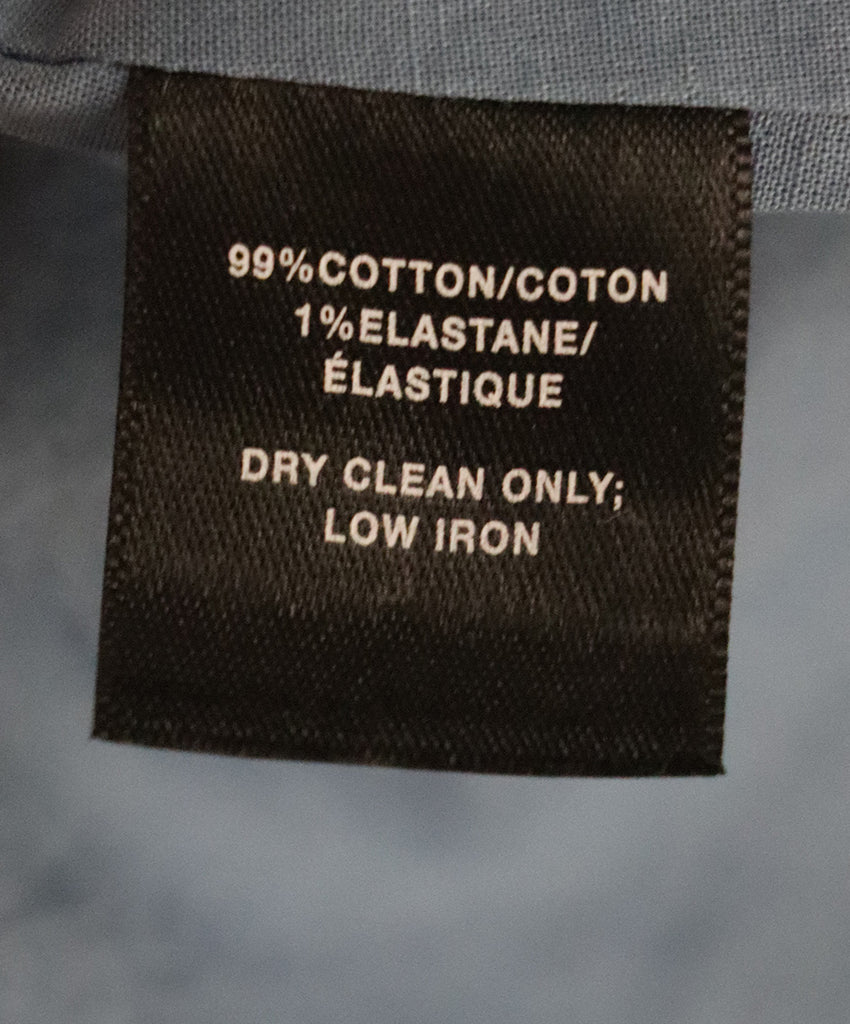 99%COTTON/COTON
1%ELASTANE/
ÉLASTIQUE
DRY CLEAN ONLY;
LOW IRON